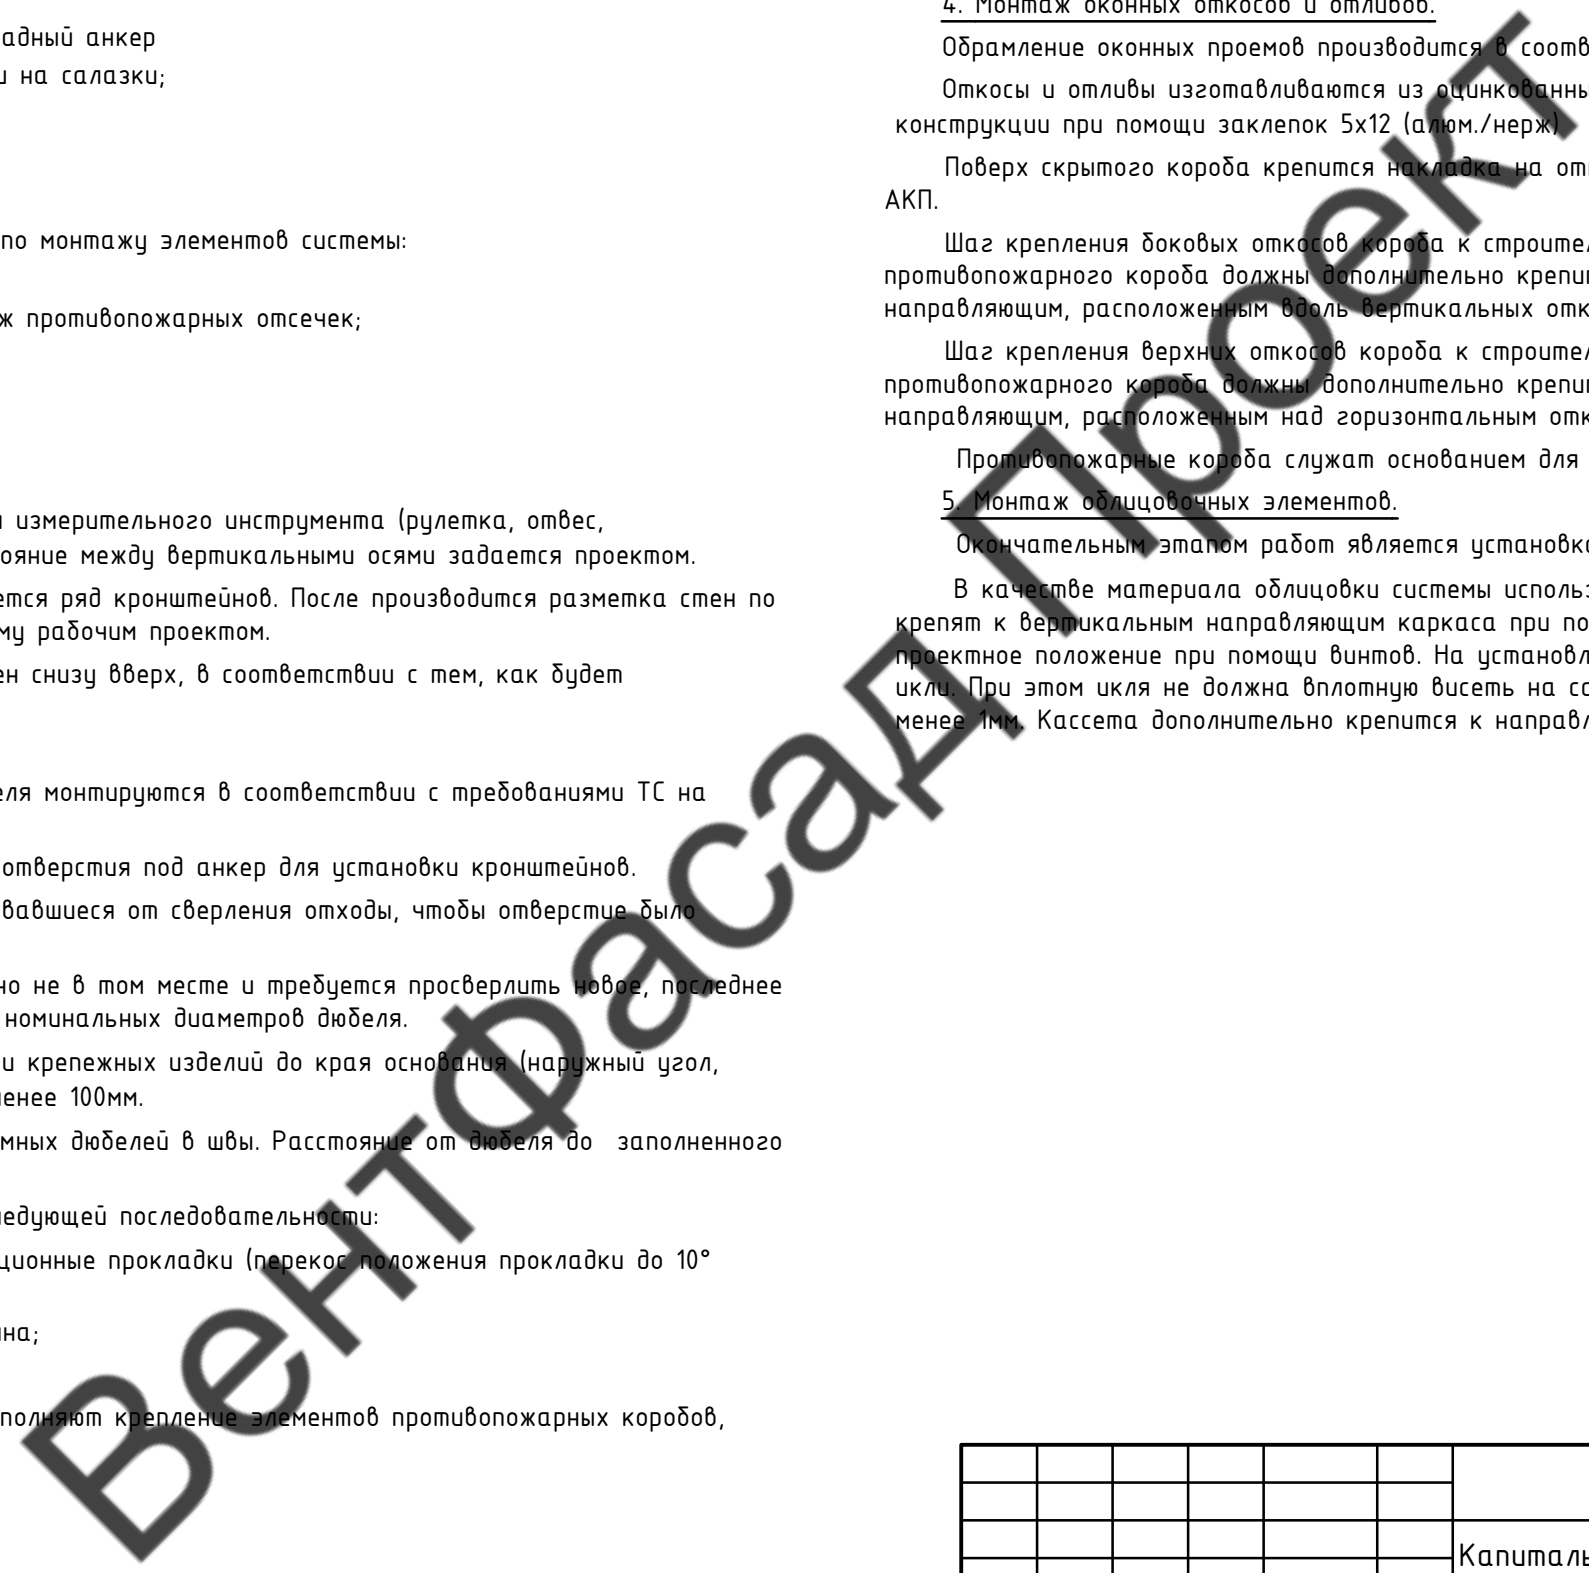 адный анкер
на салазки;
по монтажу элементов системы:
ж противопожарных отсечек;
измерительного инструмента (рулетка, отвес,
ояние между вертикальными осями задается проектом.
ется ряд кронштейнов. После производится разметка стен по
му рабочим проектом.
ен снизу вверх, в соответствии с тем, как будет
еля монтируются в соответствии с требованиями ТС на
отверстия под анкер для установки кронштейнов.
вавшиеся от сверления отходы, чтобы отверстие было
но не в том месте и требуется просверлить новое, последнее
номинальных диаметров дюбеля.
и крепежных изделий до края основания (наружный угол,
менее 100мм.
мных дюбелей в швы. Расстояние от дюбеля до заполненного
ледующей последовательности:
ционные прокладки (перекос положения прокладки до 10°
на;
полняют крепление элементов противопожарных коробов,
4. Монтаж оконных откосов и отливов.
Обрамление оконных проемов производится в соотв
Откосы и отливы изготавливаются из оцинкованны
конструкции при помощи заклепок 5х12 (алюм./нерж)
Поверх скрытого короба крепится накладка на от
АКП.
Шаг крепления боковых откосов короба к строител
противопожарного короба должны дополнительно крепи
направляющим, расположенным вдоль вертикальных отк
Шаг крепления верхних откосов короба к строител
противопожарного короба должны дополнительно крепи
направляющим, расположенным над горизонтальным отк
Противопожарные короба служат основанием для
5. Монтаж облицовочных элементов.
Окончательным этапом работ является установка
В качестве материала облицовки системы использ
крепят к вертикальным направляющим каркаса при по
проектное положение при помощи винтов. На установл
икли. При этом икля не должна вплотную висеть на са
менее 1мм. Кассета дополнительно крепится к направл
Капиталь
ВентФасад Проект